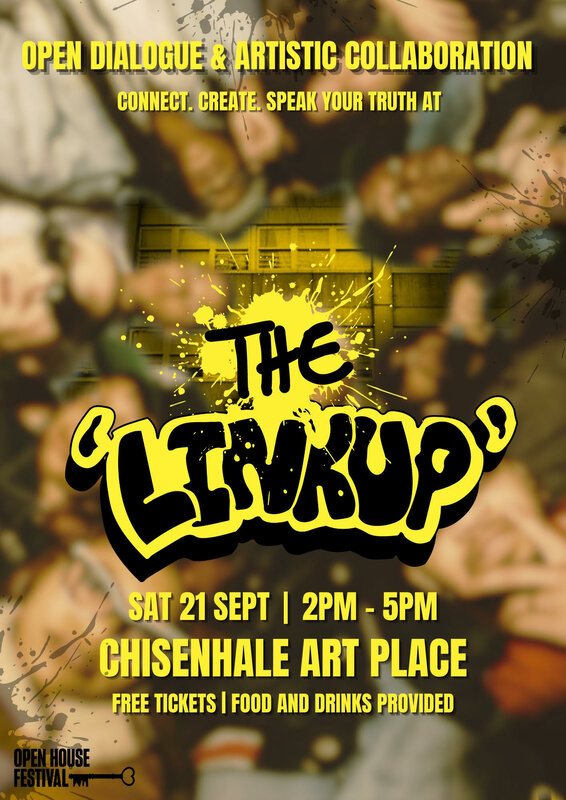 OPEN DIALOGUE & ARTISTIC COLLABORATION
CONNECT. CREATE. SPEAK YOUR TRUTH AT
THE
'LINKUP'
SAT 21 SEPT | 2PM - 5PM
CHISENHALE ART PLACE
FREE TICKETS | FOOD AND DRINKS PROVIDED
OPEN HOUSE
FESTIVAL